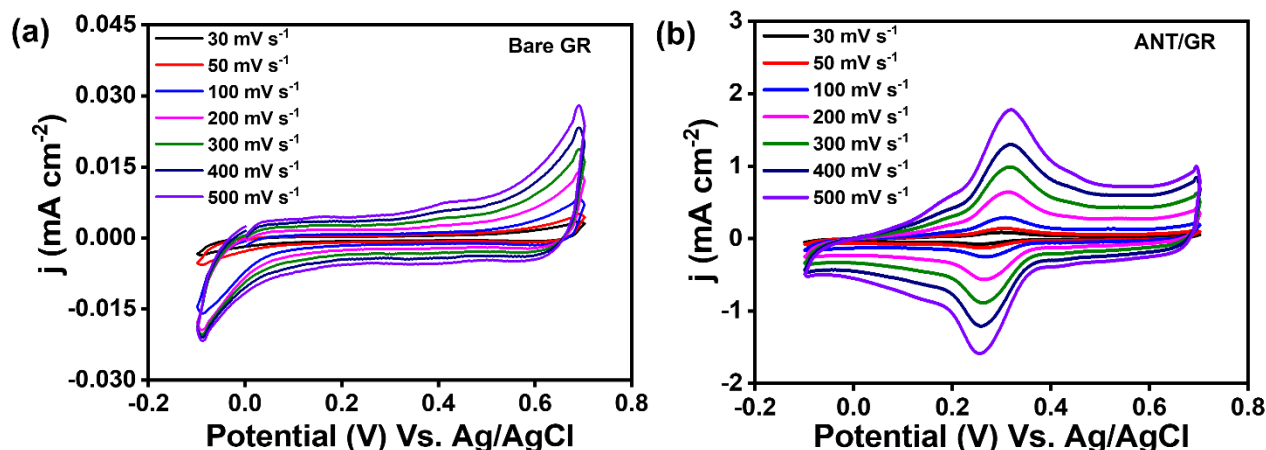 (a)
0.045
0.030
0.015
0.000
-0.015
-0.030
j (mA cm⁻²)
30 mV s⁻¹
50 mV s⁻¹
100 mV s⁻¹
200 mV s⁻¹
300 mV s⁻¹
400 mV s⁻¹
500 mV s⁻¹
Bare GR
-0.2 0.0 0.2 0.4 0.6 0.8
Potential (V) Vs. Ag/AgCl
(b)
3
2
1
0
-1
-2
j (mA cm⁻²)
30 mV s⁻¹
50 mV s⁻¹
100 mV s⁻¹
200 mV s⁻¹
300 mV s⁻¹
400 mV s⁻¹
500 mV s⁻¹
ANT/GR
-0.2 0.0 0.2 0.4 0.6 0.8
Potential (V) Vs. Ag/AgCl